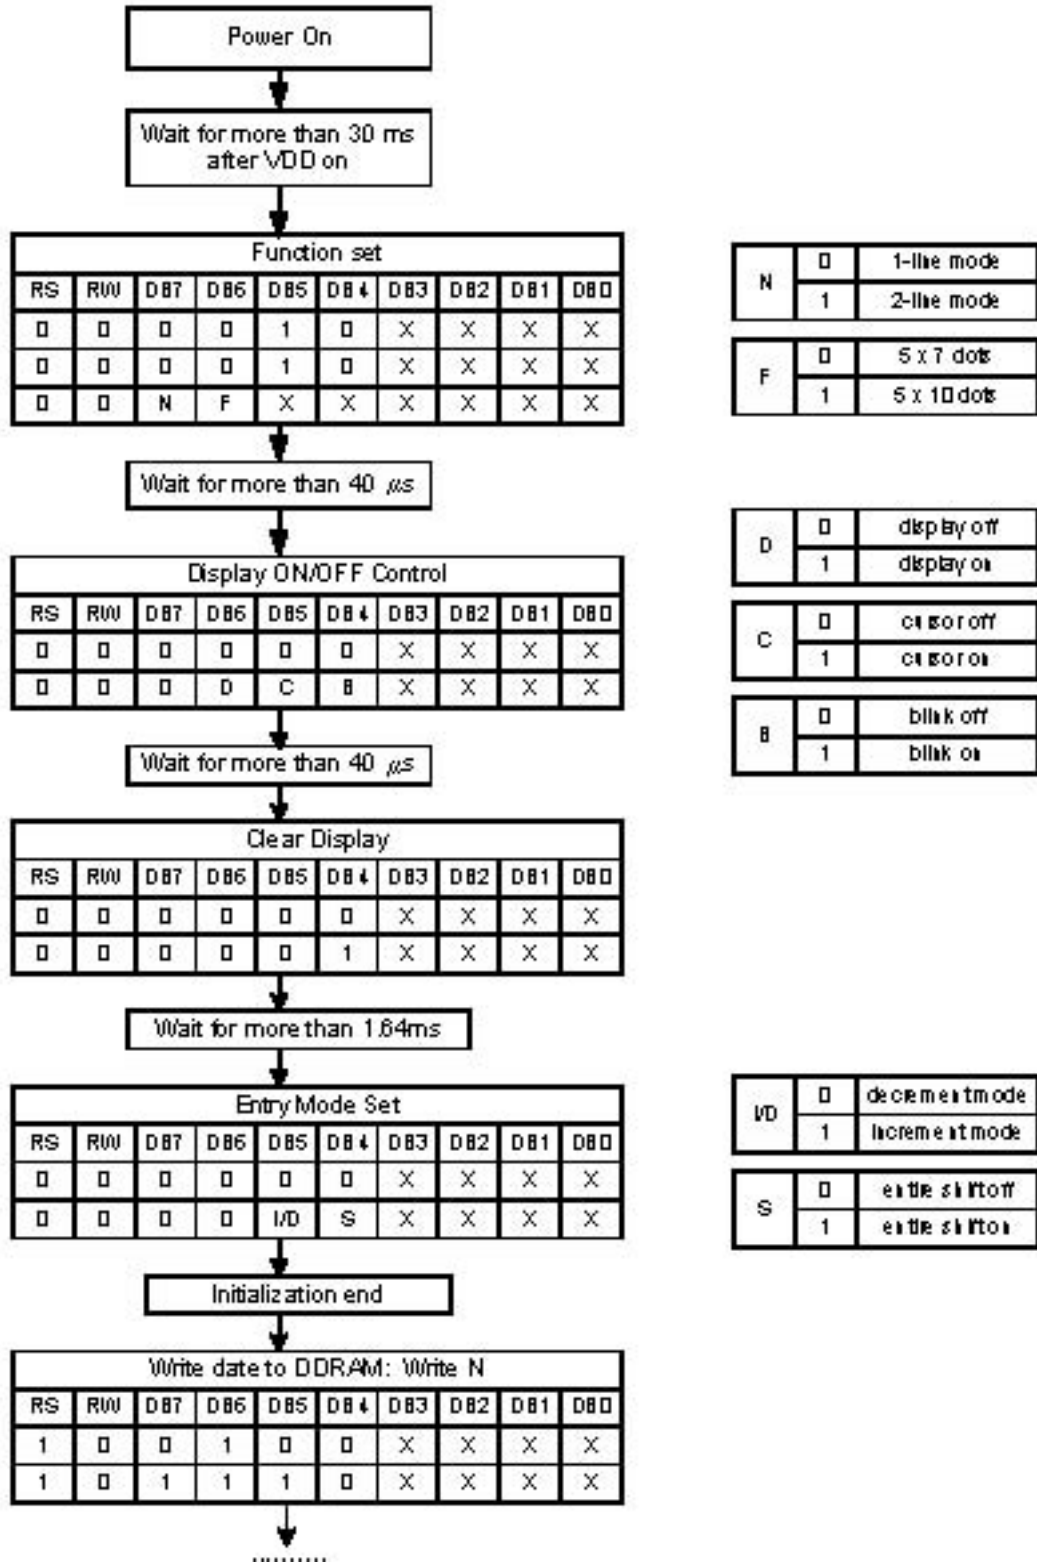 Power On
Wait for more than 30 ms
after VDD on
Function set
RS RW DB7 DB6 DB5 DB4 DB3 DB2 DB1 DB0
0 0 0 0 1 0 X X X X
0 0 0 0 1 0 X X X X
0 0 N F X X X X X X
N 0 1-line mode
1 2-line mode
F 0 5 x 7 dots
1 5 x 10 dots
Wait for more than 40 μs
Display ON/OFF Control
RS RW DB7 DB6 DB5 DB4 DB3 DB2 DB1 DB0
0 0 0 0 0 0 X X X X
0 0 0 D C B X X X X
D 0 display off
1 display on
C 0 cursor off
1 cursor on
B 0 blink off
1 blink on
Wait for more than 40 μs
Clear Display
RS RW DB7 DB6 DB5 DB4 DB3 DB2 DB1 DB0
0 0 0 0 0 0 X X X X
0 0 0 0 0 1 X X X X
Wait for more than 1.64ms
Entry Mode Set
RS RW DB7 DB6 DB5 DB4 DB3 DB2 DB1 DB0
0 0 0 0 0 0 X X X X
0 0 0 0 I/D S X X X X
I/D 0 decrement mode
1 increment mode
S 0 entire shift off
1 entire shift on
Initialization end
Write date to DDRAM: Write N
RS RW DB7 DB6 DB5 DB4 DB3 DB2 DB1 DB0
1 0 0 1 0 0 X X X X
1 0 1 1 1 0 X X X X